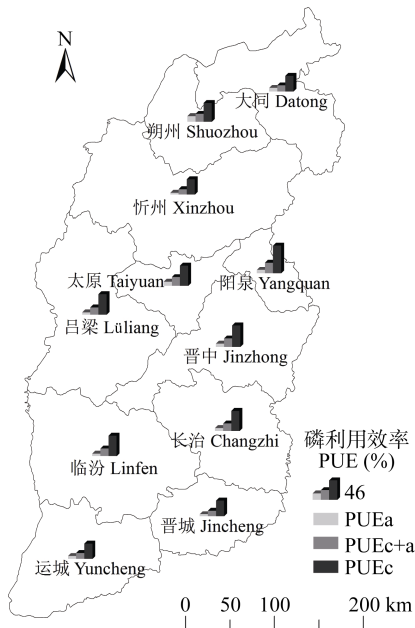 N
大同 Datong
朔州 Shuozhou
忻州 Xinzhou
太原 Taiyuan
阳泉 Yangquan
吕梁 Lüliang
晋中 Jinzhong
长治 Changzhi
临汾 Linfen
晋城 Jincheng
运城 Yuncheng
磷利用效率
PUE (%)
46
PUEa
PUEc+a
PUEc
0 50 100 200 km